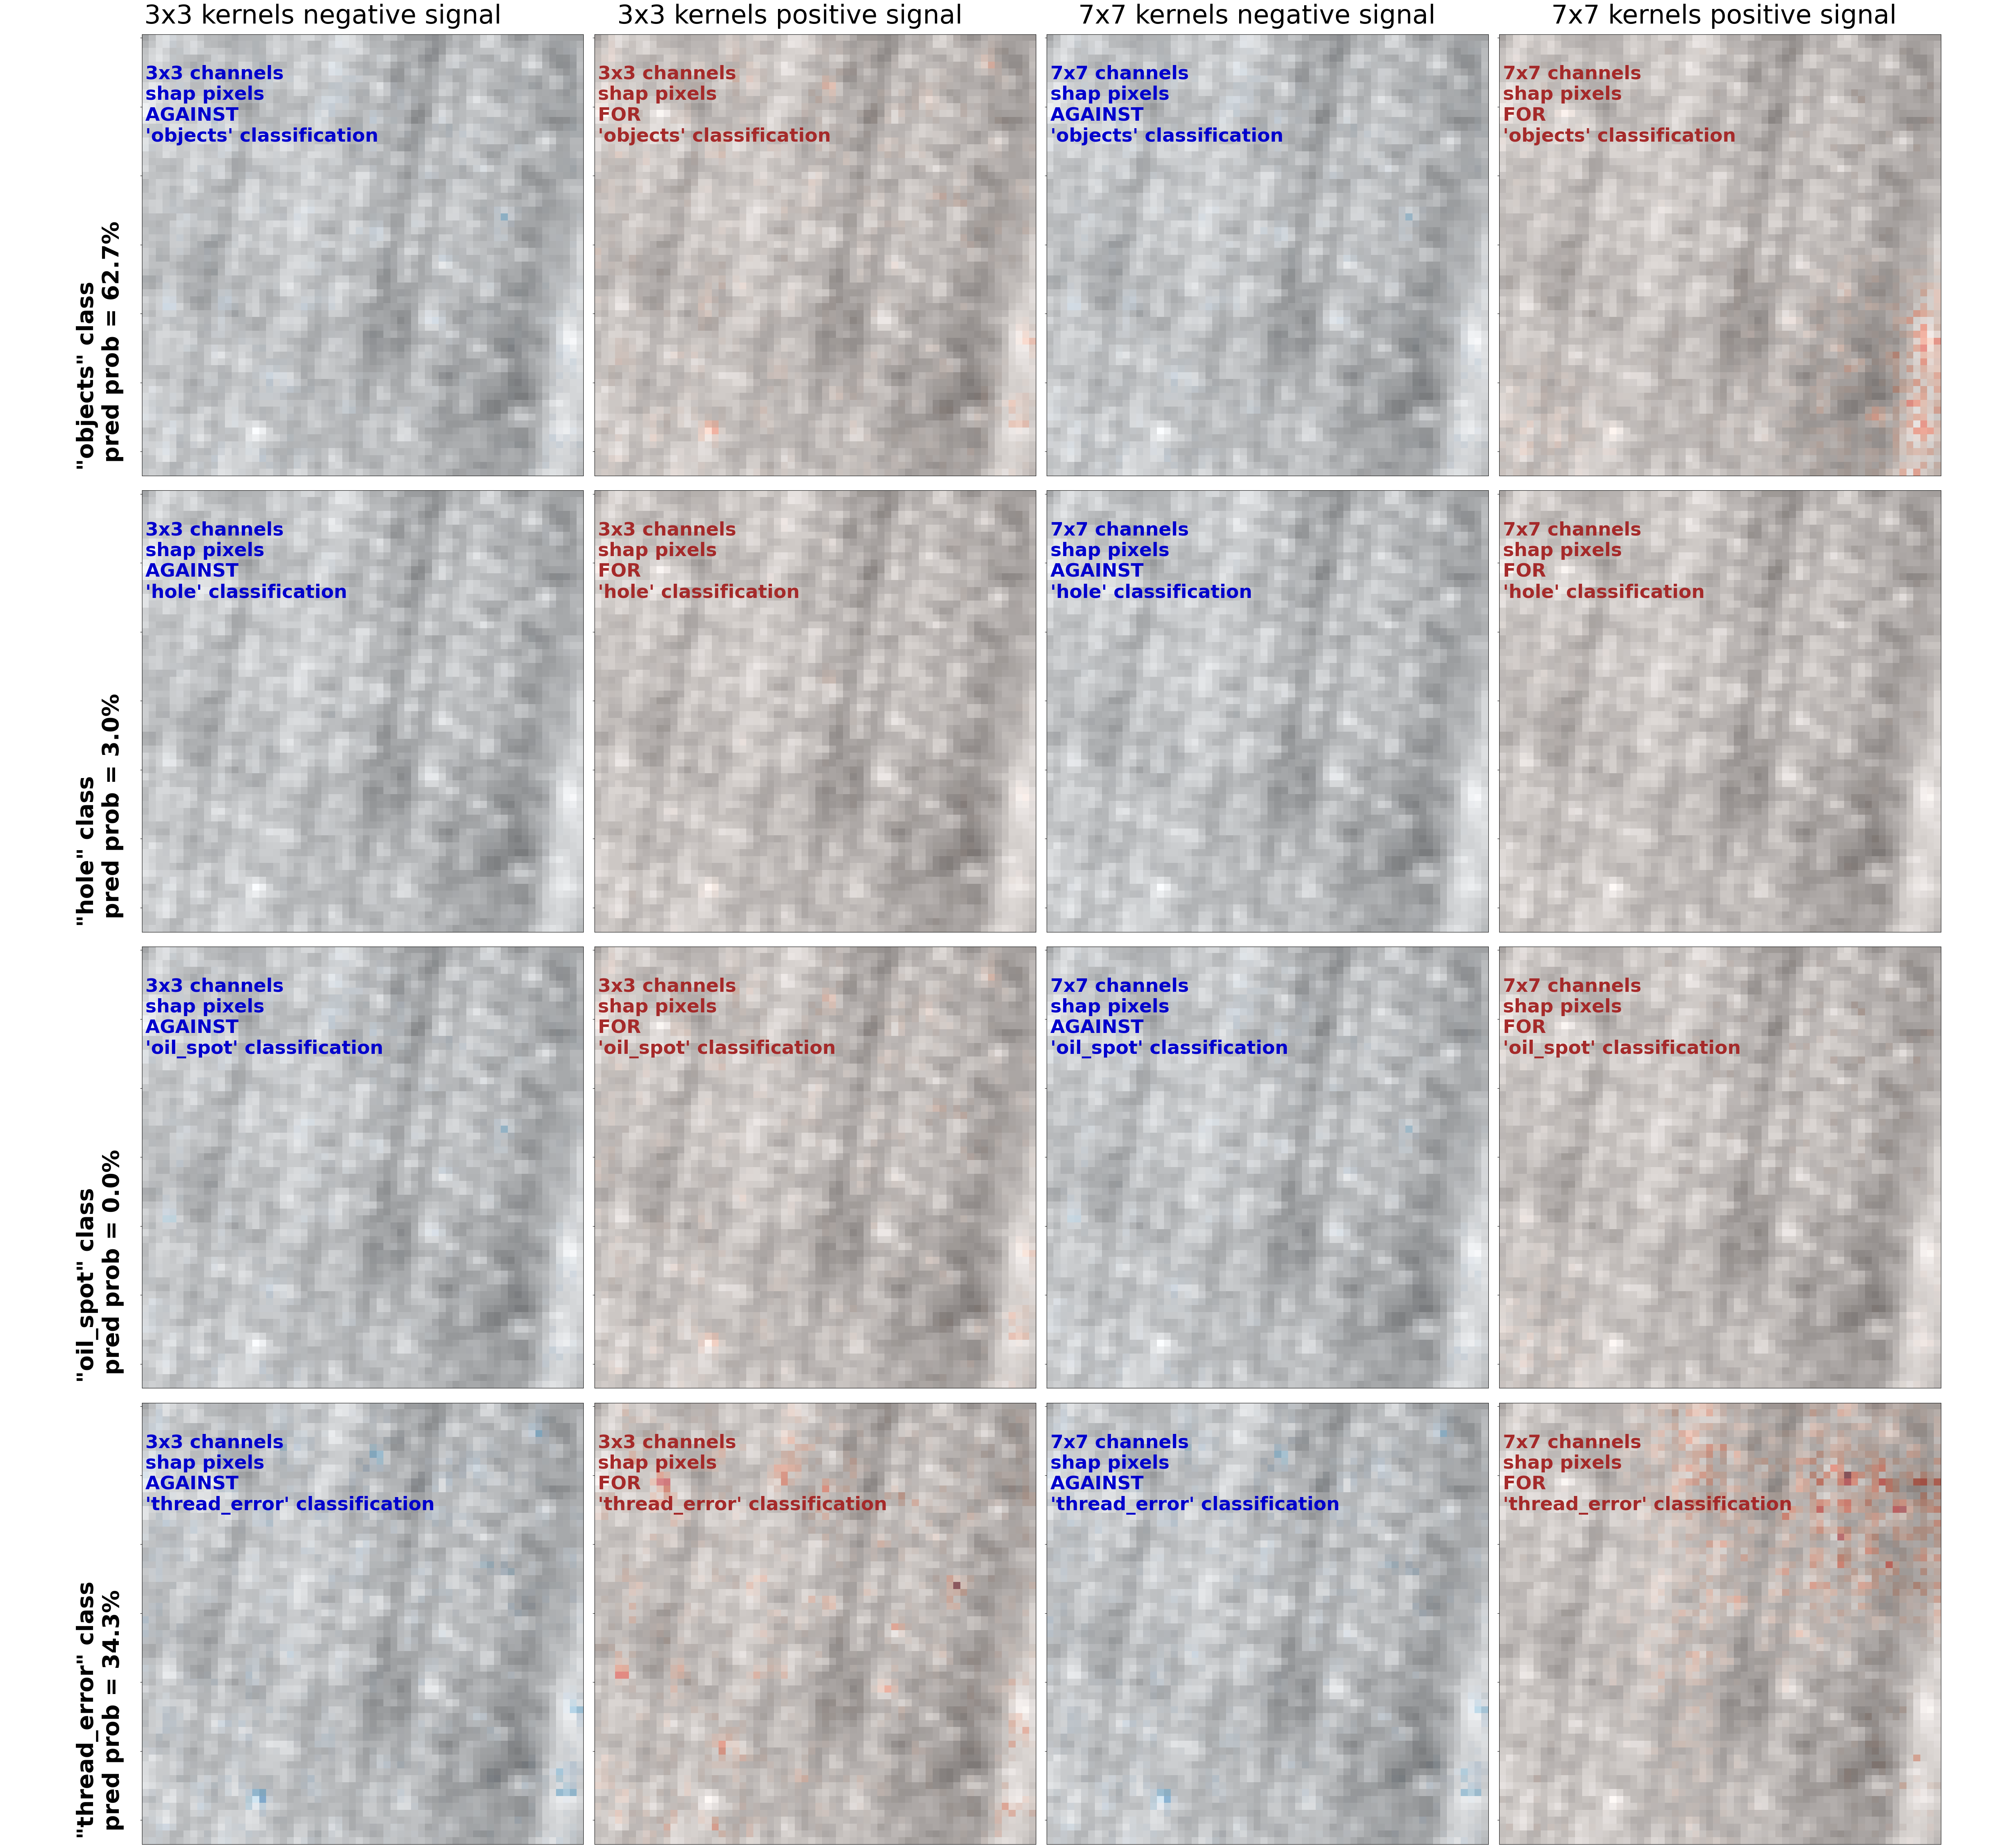 3x3 kernels negative signal
3x3 kernels positive signal
7x7 kernels negative signal
7x7 kernels positive signal
"objects" class
pred prob = 62.7%
3x3 channels
shap pixels
AGAINST
'objects' classification
3x3 channels
shap pixels
FOR
'objects' classification
7x7 channels
shap pixels
AGAINST
'objects' classification
7x7 channels
shap pixels
FOR
'objects' classification
"hole" class
pred prob = 3.0%
3x3 channels
shap pixels
AGAINST
'hole' classification
3x3 channels
shap pixels
FOR
'hole' classification
7x7 channels
shap pixels
AGAINST
'hole' classification
7x7 channels
shap pixels
FOR
'hole' classification
"oil_spot" class
pred prob = 0.0%
3x3 channels
shap pixels
AGAINST
'oil_spot' classification
3x3 channels
shap pixels
FOR
'oil_spot' classification
7x7 channels
shap pixels
AGAINST
'oil_spot' classification
7x7 channels
shap pixels
FOR
'oil_spot' classification
"thread_error" class
pred prob = 34.3%
3x3 channels
shap pixels
AGAINST
'thread_error' classification
3x3 channels
shap pixels
FOR
'thread_error' classification
7x7 channels
shap pixels
AGAINST
'thread_error' classification
7x7 channels
shap pixels
FOR
'thread_error' classification